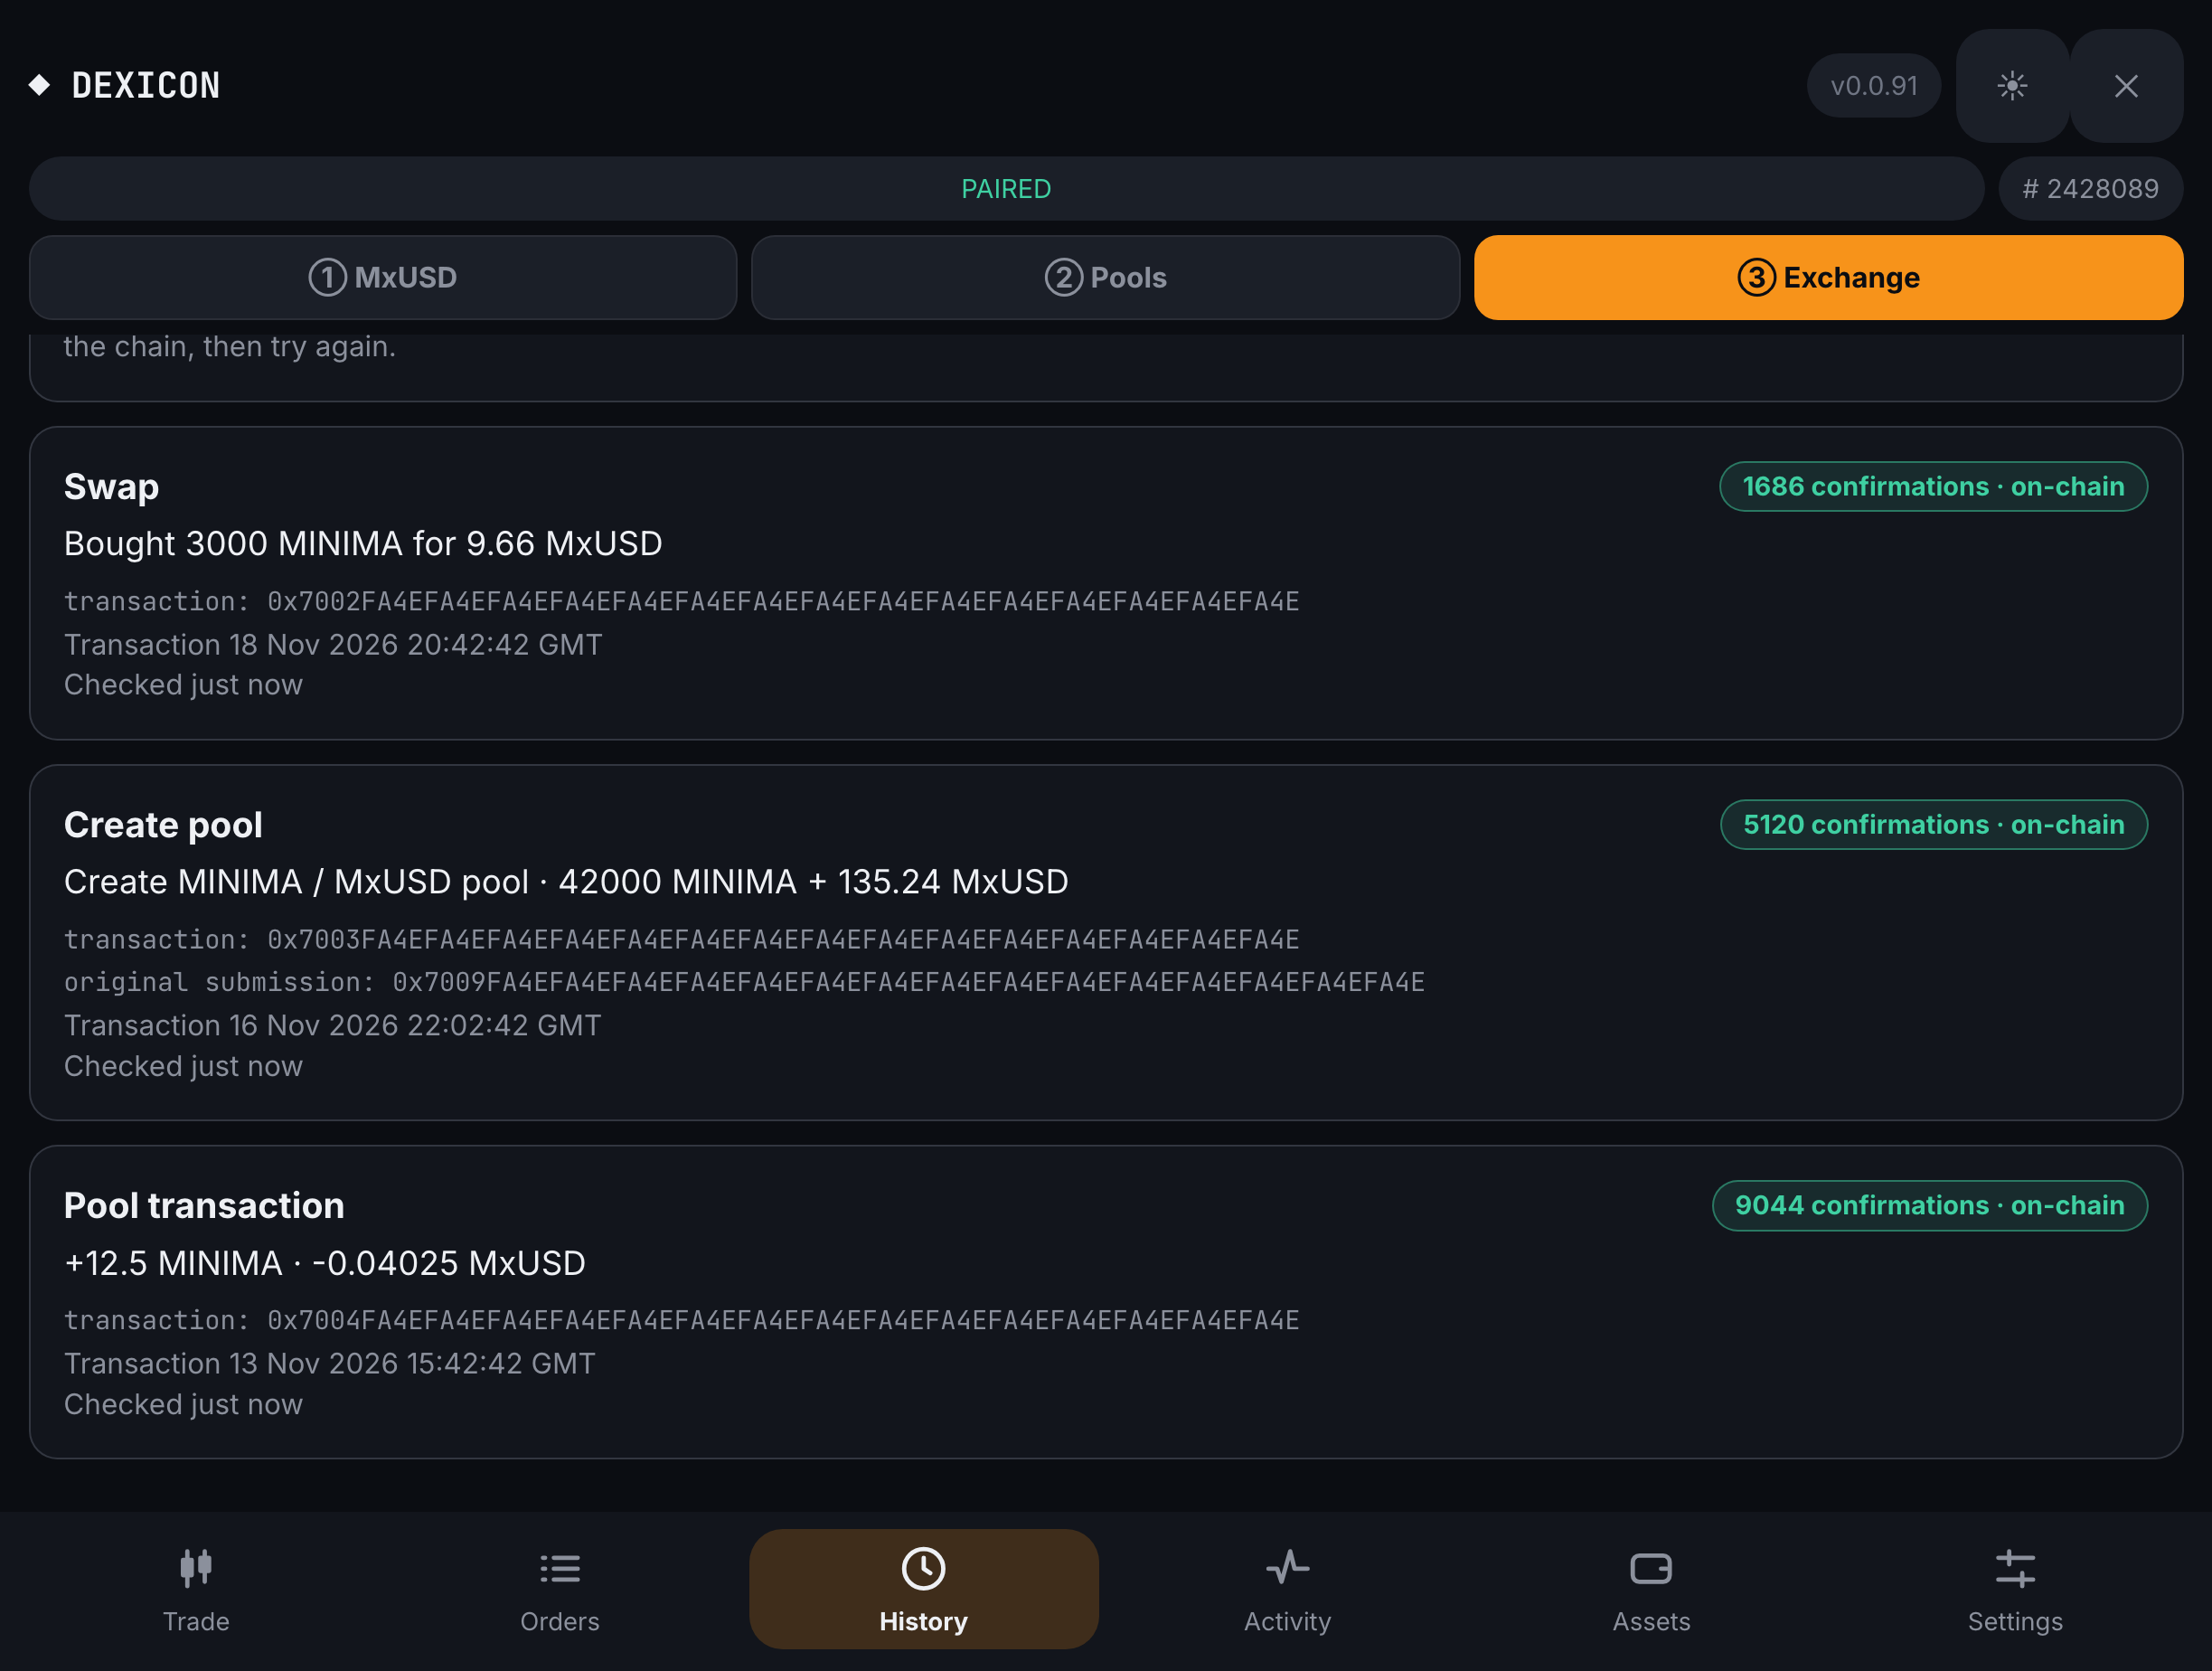 DEXICON
v0.0.91
PAIRED
# 2428089
1 MxUSD
2 Pools
3 Exchange
the chain, then try again.
Swap
1686 confirmations · on-chain
Bought 3000 MINIMA for 9.66 MxUSD
transaction: 0x7002FA4EFA4EFA4EFA4EFA4EFA4EFA4EFA4EFA4EFA4EFA4EFA4EFA4EFA4EFA4EFA4E
Transaction 18 Nov 2026 20:42:42 GMT
Checked just now
Create pool
5120 confirmations · on-chain
Create MINIMA / MxUSD pool · 42000 MINIMA + 135.24 MxUSD
transaction: 0x7003FA4EFA4EFA4EFA4EFA4EFA4EFA4EFA4EFA4EFA4EFA4EFA4EFA4EFA4EFA4EFA4E
original submission: 0x7009FA4EFA4EFA4EFA4EFA4EFA4EFA4EFA4EFA4EFA4EFA4EFA4EFA4EFA4EFA4EFA4E
Transaction 16 Nov 2026 22:02:42 GMT
Checked just now
Pool transaction
9044 confirmations · on-chain
+12.5 MINIMA · -0.04025 MxUSD
transaction: 0x7004FA4EFA4EFA4EFA4EFA4EFA4EFA4EFA4EFA4EFA4EFA4EFA4EFA4EFA4EFA4EFA4E
Transaction 13 Nov 2026 15:42:42 GMT
Checked just now
Trade
Orders
History
Activity
Assets
Settings